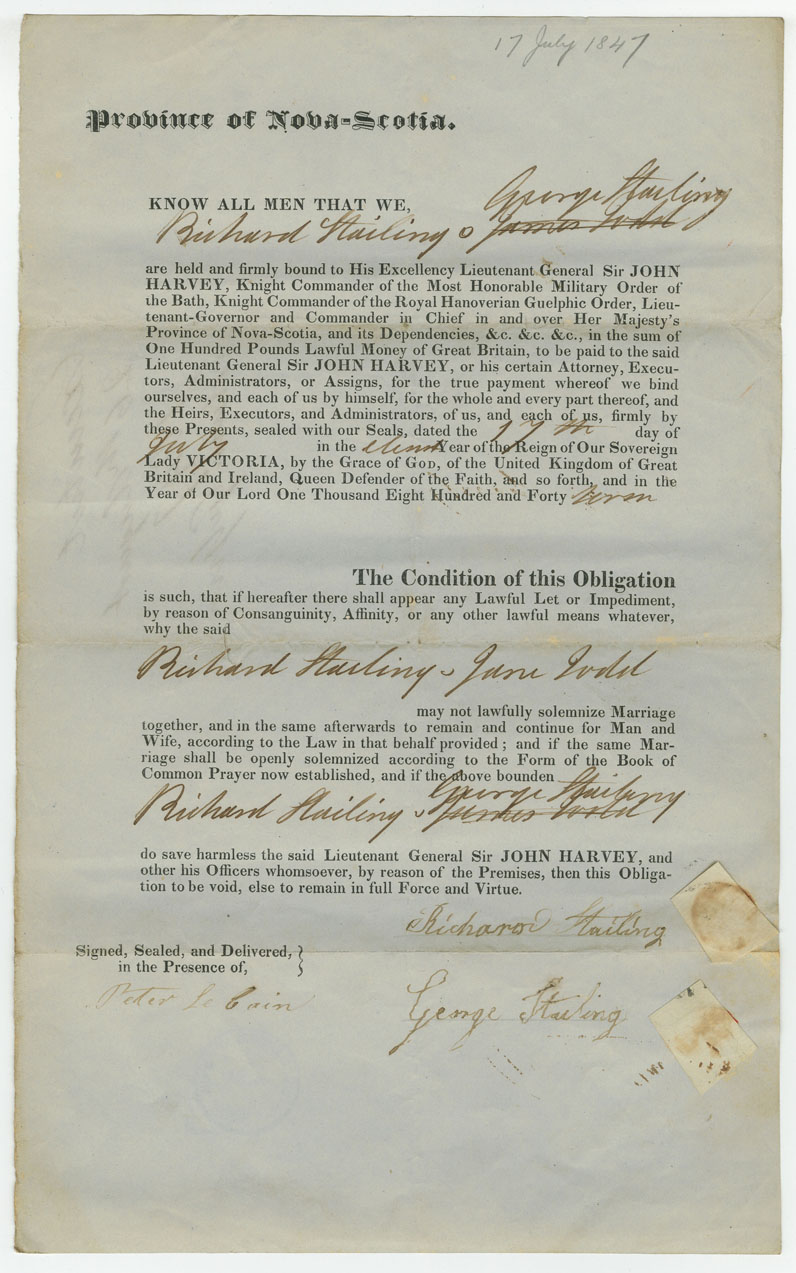 17 July 1847
Province of Nova-Scotia.
George Stailing
KNOW ALL MEN THAT WE,
Richard Stailing & James Todd
are held and firmly bound to His Excellency Lieutenant General Sir JOHN
HARVEY, Knight Commander of the Most Honorable Military Order of
the Bath, Knight Commander of the Royal Hanoverian Guelphic Order, Lieu-
tenant-Governor and Commander in Chief in and over Her Majesty's
Province of Nova-Scotia, and its Dependencies, &c. &c. &c., in the sum of
One Hundred Pounds Lawful Money of Great Britain, to be paid to the said
Lieutenant General Sir JOHN HARVEY, or his certain Attorney, Execu-
tors, Administrators, or Assigns, for the true payment whereof we bind
ourselves, and each of us by himself, for the whole and every part thereof, and
the Heirs, Executors, and Administrators, of us, and each of us, firmly by
these Presents, sealed with our Seals, dated the 17th day of
July in the Year of the Reign of Our Sovereign
Lady VICTORIA, by the Grace of GOD, of the United Kingdom of Great
Britain and Ireland, Queen Defender of the Faith, and so forth, and in the
Year of Our Lord One Thousand Eight Hundred and Forty seven
The Condition of this Obligation
is such, that if hereafter there shall appear any Lawful Let or Impediment,
by reason of Consanguinity, Affinity, or any other lawful means whatever,
why the said
Richard Stailing & Jane Todd
may not lawfully solemnize Marriage
together, and in the same afterwards to remain and continue for Man and
Wife, according to the Law in that behalf provided; and if the same Mar-
riage shall be openly solemnized according to the Form of the Book of
Common Prayer now established, and if the above bounden
George Stailing
Richard Stailing & James Todd
do save harmless the said Lieutenant General Sir JOHN HARVEY, and
other his Officers whomsoever, by reason of the Premises, then this Obliga-
tion to be void, else to remain in full Force and Virtue.
Richard Stailing
Signed, Sealed, and Delivered,
in the Presence of,
Peter Le Cain
George Stailing